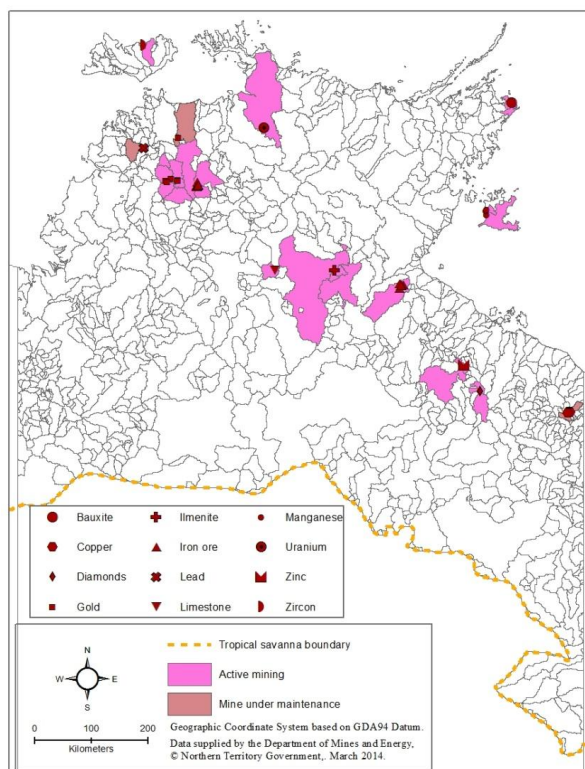 Bauxite
Ilmenite
Manganese
Copper
Iron ore
Uranium
Diamonds
Lead
Zinc
Gold
Limestone
Zircon
Tropical savanna boundary
Active mining
Mine under maintenance
N
W
E
S
0
100
200
Kilometers
Geographic Coordinate System based on GDA94 Datum.
Data supplied by the Department of Mines and Energy,
© Northern Territory Government,. March 2014.